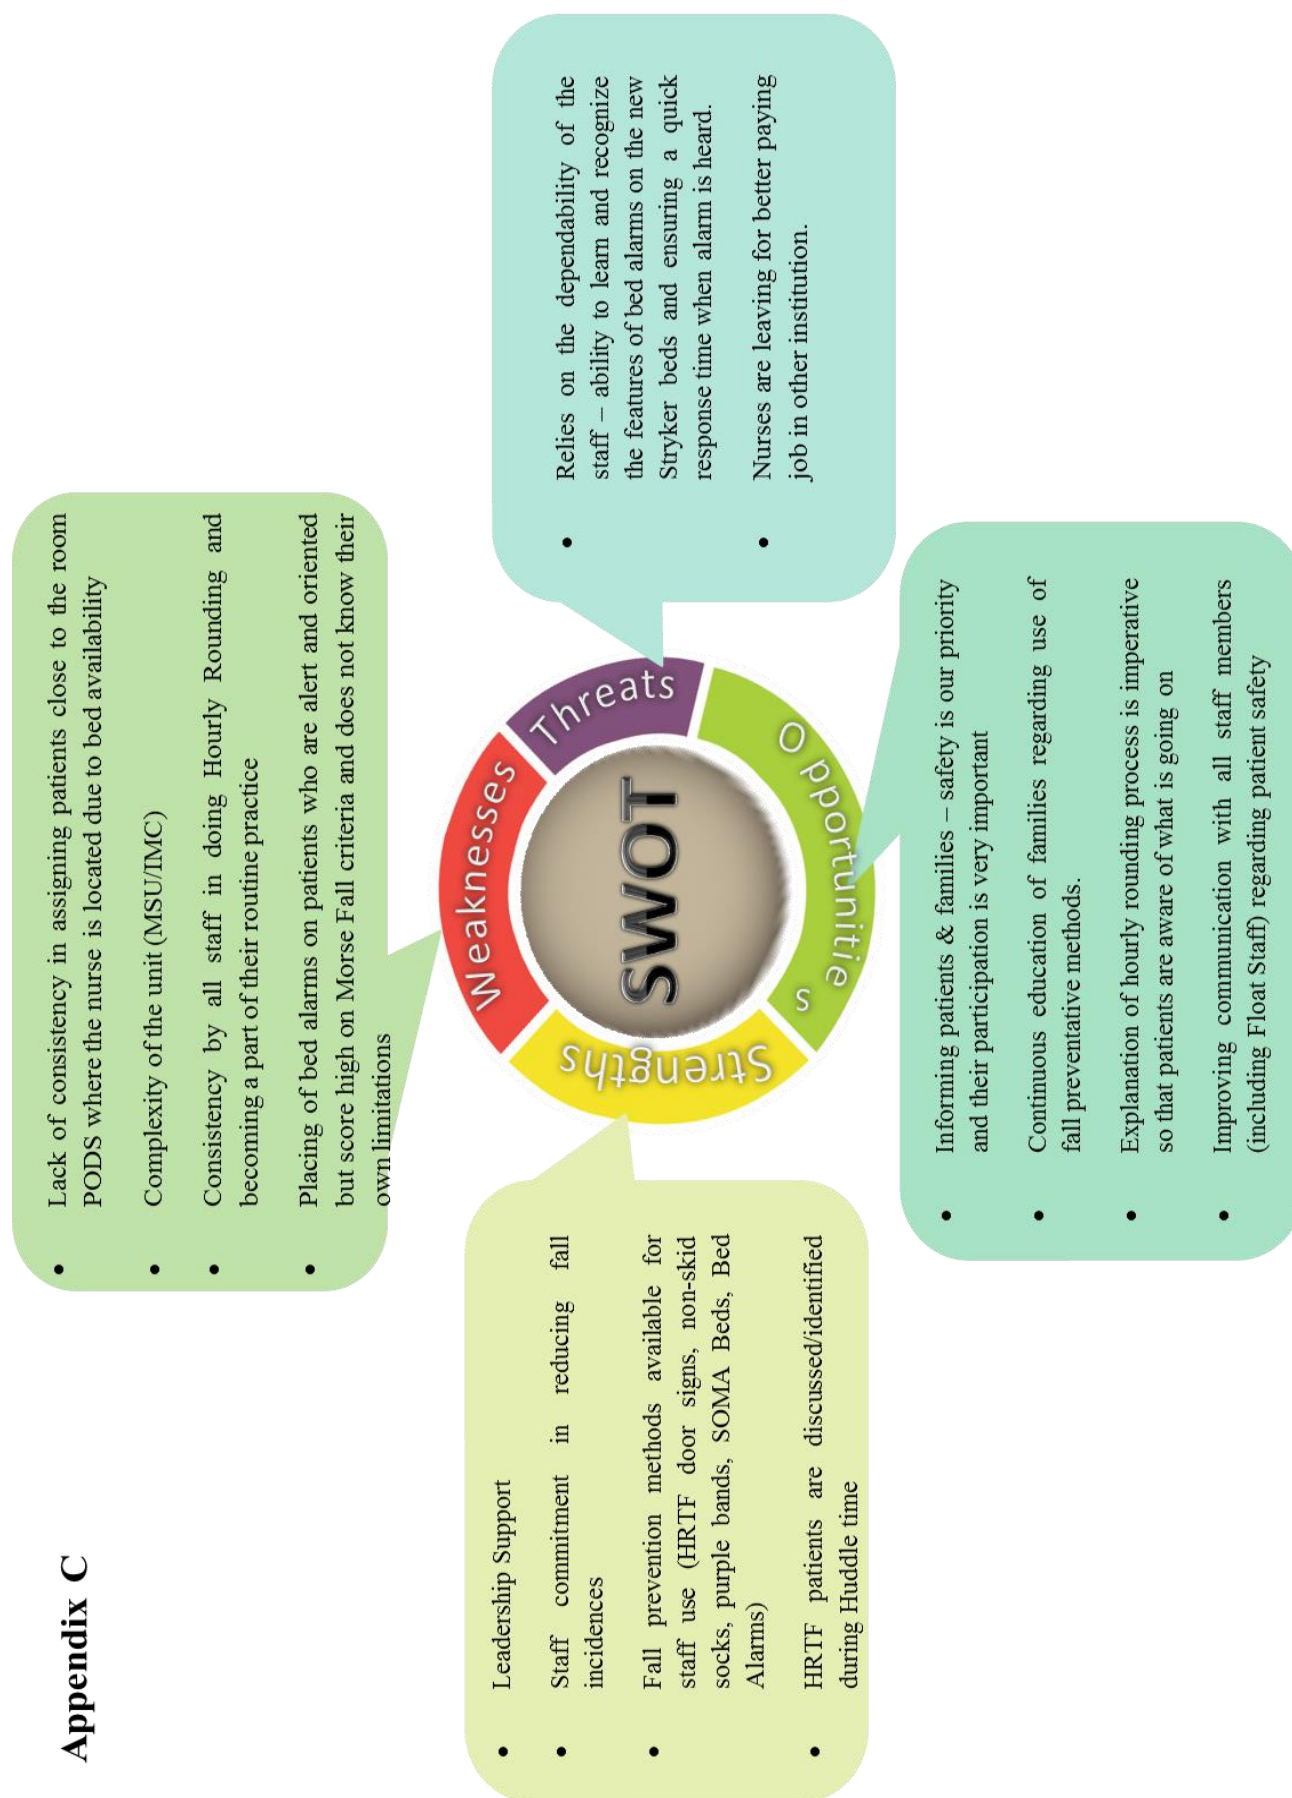 Appendix C
• Lack of consistency in assigning patients close to the room
PODS where the nurse is located due to bed availability
• Complexity of the unit (MSU/IMC)
• Consistency by all staff in doing Hourly Rounding and
becoming a part of their routine practice
• Placing of bed alarms on patients who are alert and oriented
but score high on Morse Fall criteria and does not know their
own limitations
• Leadership Support
• Staff commitment in reducing fall
incidences
• Fall prevention methods available for
staff use (HRTF door signs, non-skid
socks, purple bands, SOMA Beds, Bed
Alarms)
• HRTF patients are discussed/identified
during Huddle time
Weaknesses
Threats
Strengths
Opportunities
SWOT
• Relies on the dependability of the
staff – ability to learn and recognize
the features of bed alarms on the new
Stryker beds and ensuring a quick
response time when alarm is heard.
• Nurses are leaving for better paying
job in other institution.
• Informing patients & families – safety is our priority
and their participation is very important
• Continuous education of families regarding use of
fall preventative methods.
• Explanation of hourly rounding process is imperative
so that patients are aware of what is going on
• Improving communication with all staff members
(including Float Staff) regarding patient safety